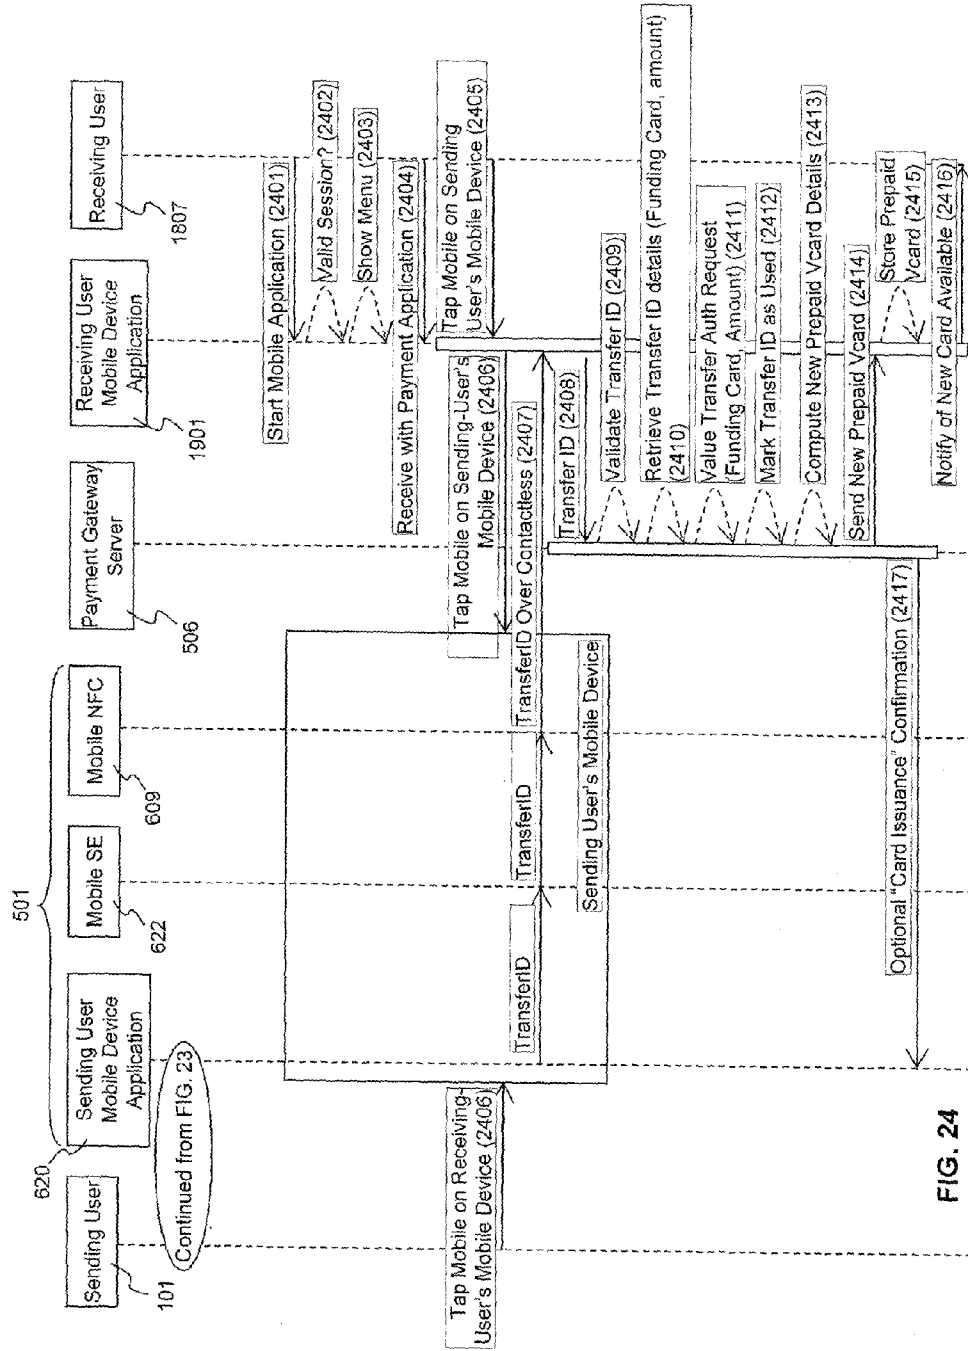 501
Sending User
101
Sending User
Mobile Device
Application
620
Mobile SE
622
Mobile NFC
609
Payment Gateway
Server
506
Receiving User
Mobile Device
Application
1901
Receiving User
1807
Continued from FIG. 23
Start Mobile Application (2401)
Valid Session? (2402)
Show Menu (2403)
Receive with Payment Application (2404)
Tap Mobile on Sending
User's Mobile Device (2405)
Tap Mobile on Receiving-
User's Mobile Device (2406)
Tap Mobile on Sending-User's
Mobile Device (2406)
TransferID
TransferID
TransferID Over Contactless (2407)
Transfer ID (2408)
Sending User's Mobile Device
Validate Transfer ID (2409)
Retrieve Transfer ID details (Funding Card, amount)
(2410)
Value Transfer Auth Request
(Funding Card, Amount) (2411)
Mark Transfer ID as Used (2412)
Compute New Prepaid Vcard Details (2413)
Send New Prepaid Vcard (2414)
Store Prepaid
Vcard (2415)
Notify of New Card Available (2416)
Optional "Card Issuance" Confirmation (2417)
FIG. 24